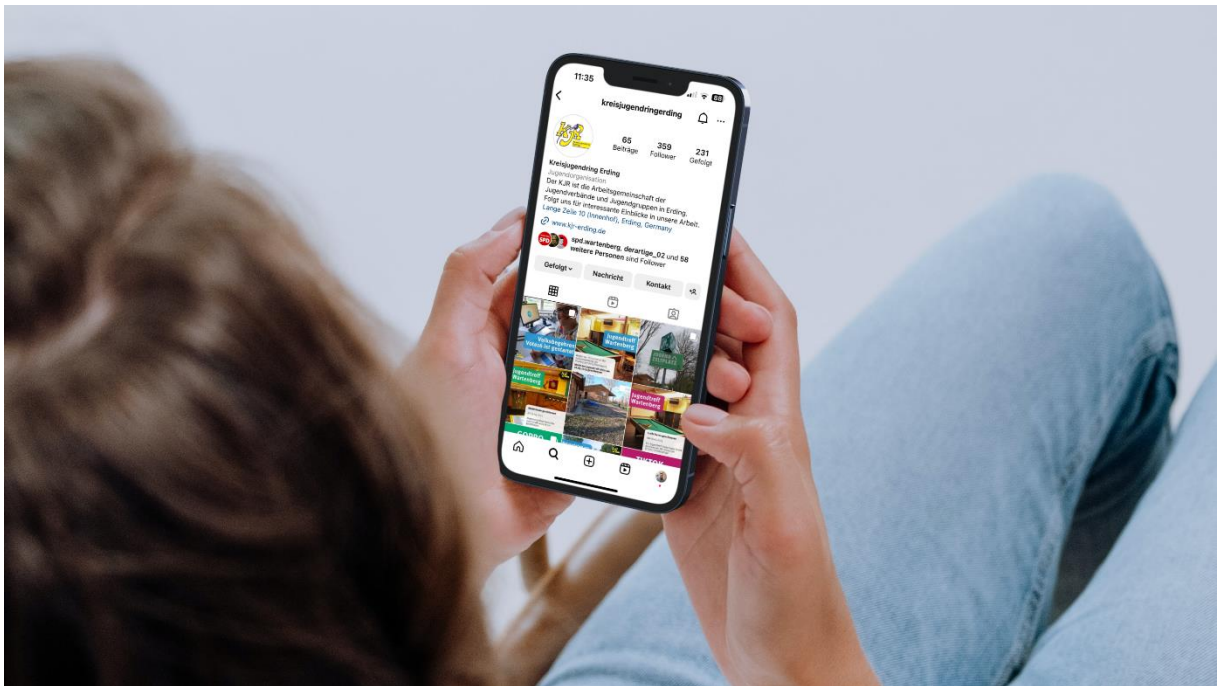 11:35
kreisjugendringerding
65
Beiträge
359
Follower
231
Gefolgt
Kreisjugendring Erding
Jugendorganisation
Der KJR ist die Arbeitsgemeinschaft der
Jugendverbände und Jugendgruppen in Erding.
Folgt uns für interessante Einblicke in unsere Arbeit.
Lange Zeile 10 (Innenhof), Erding, Germany
www.kjr-erding.de
SPD
spd.wartenberg, derartige_02 und 58
weitere Personen sind Follower
Gefolgt
Nachricht
Kontakt
Jugendtreff
Wartenberg
Jugendtreff
Wartenberg
Jugendtreff
Wartenberg
GOPRO
TIKTOK